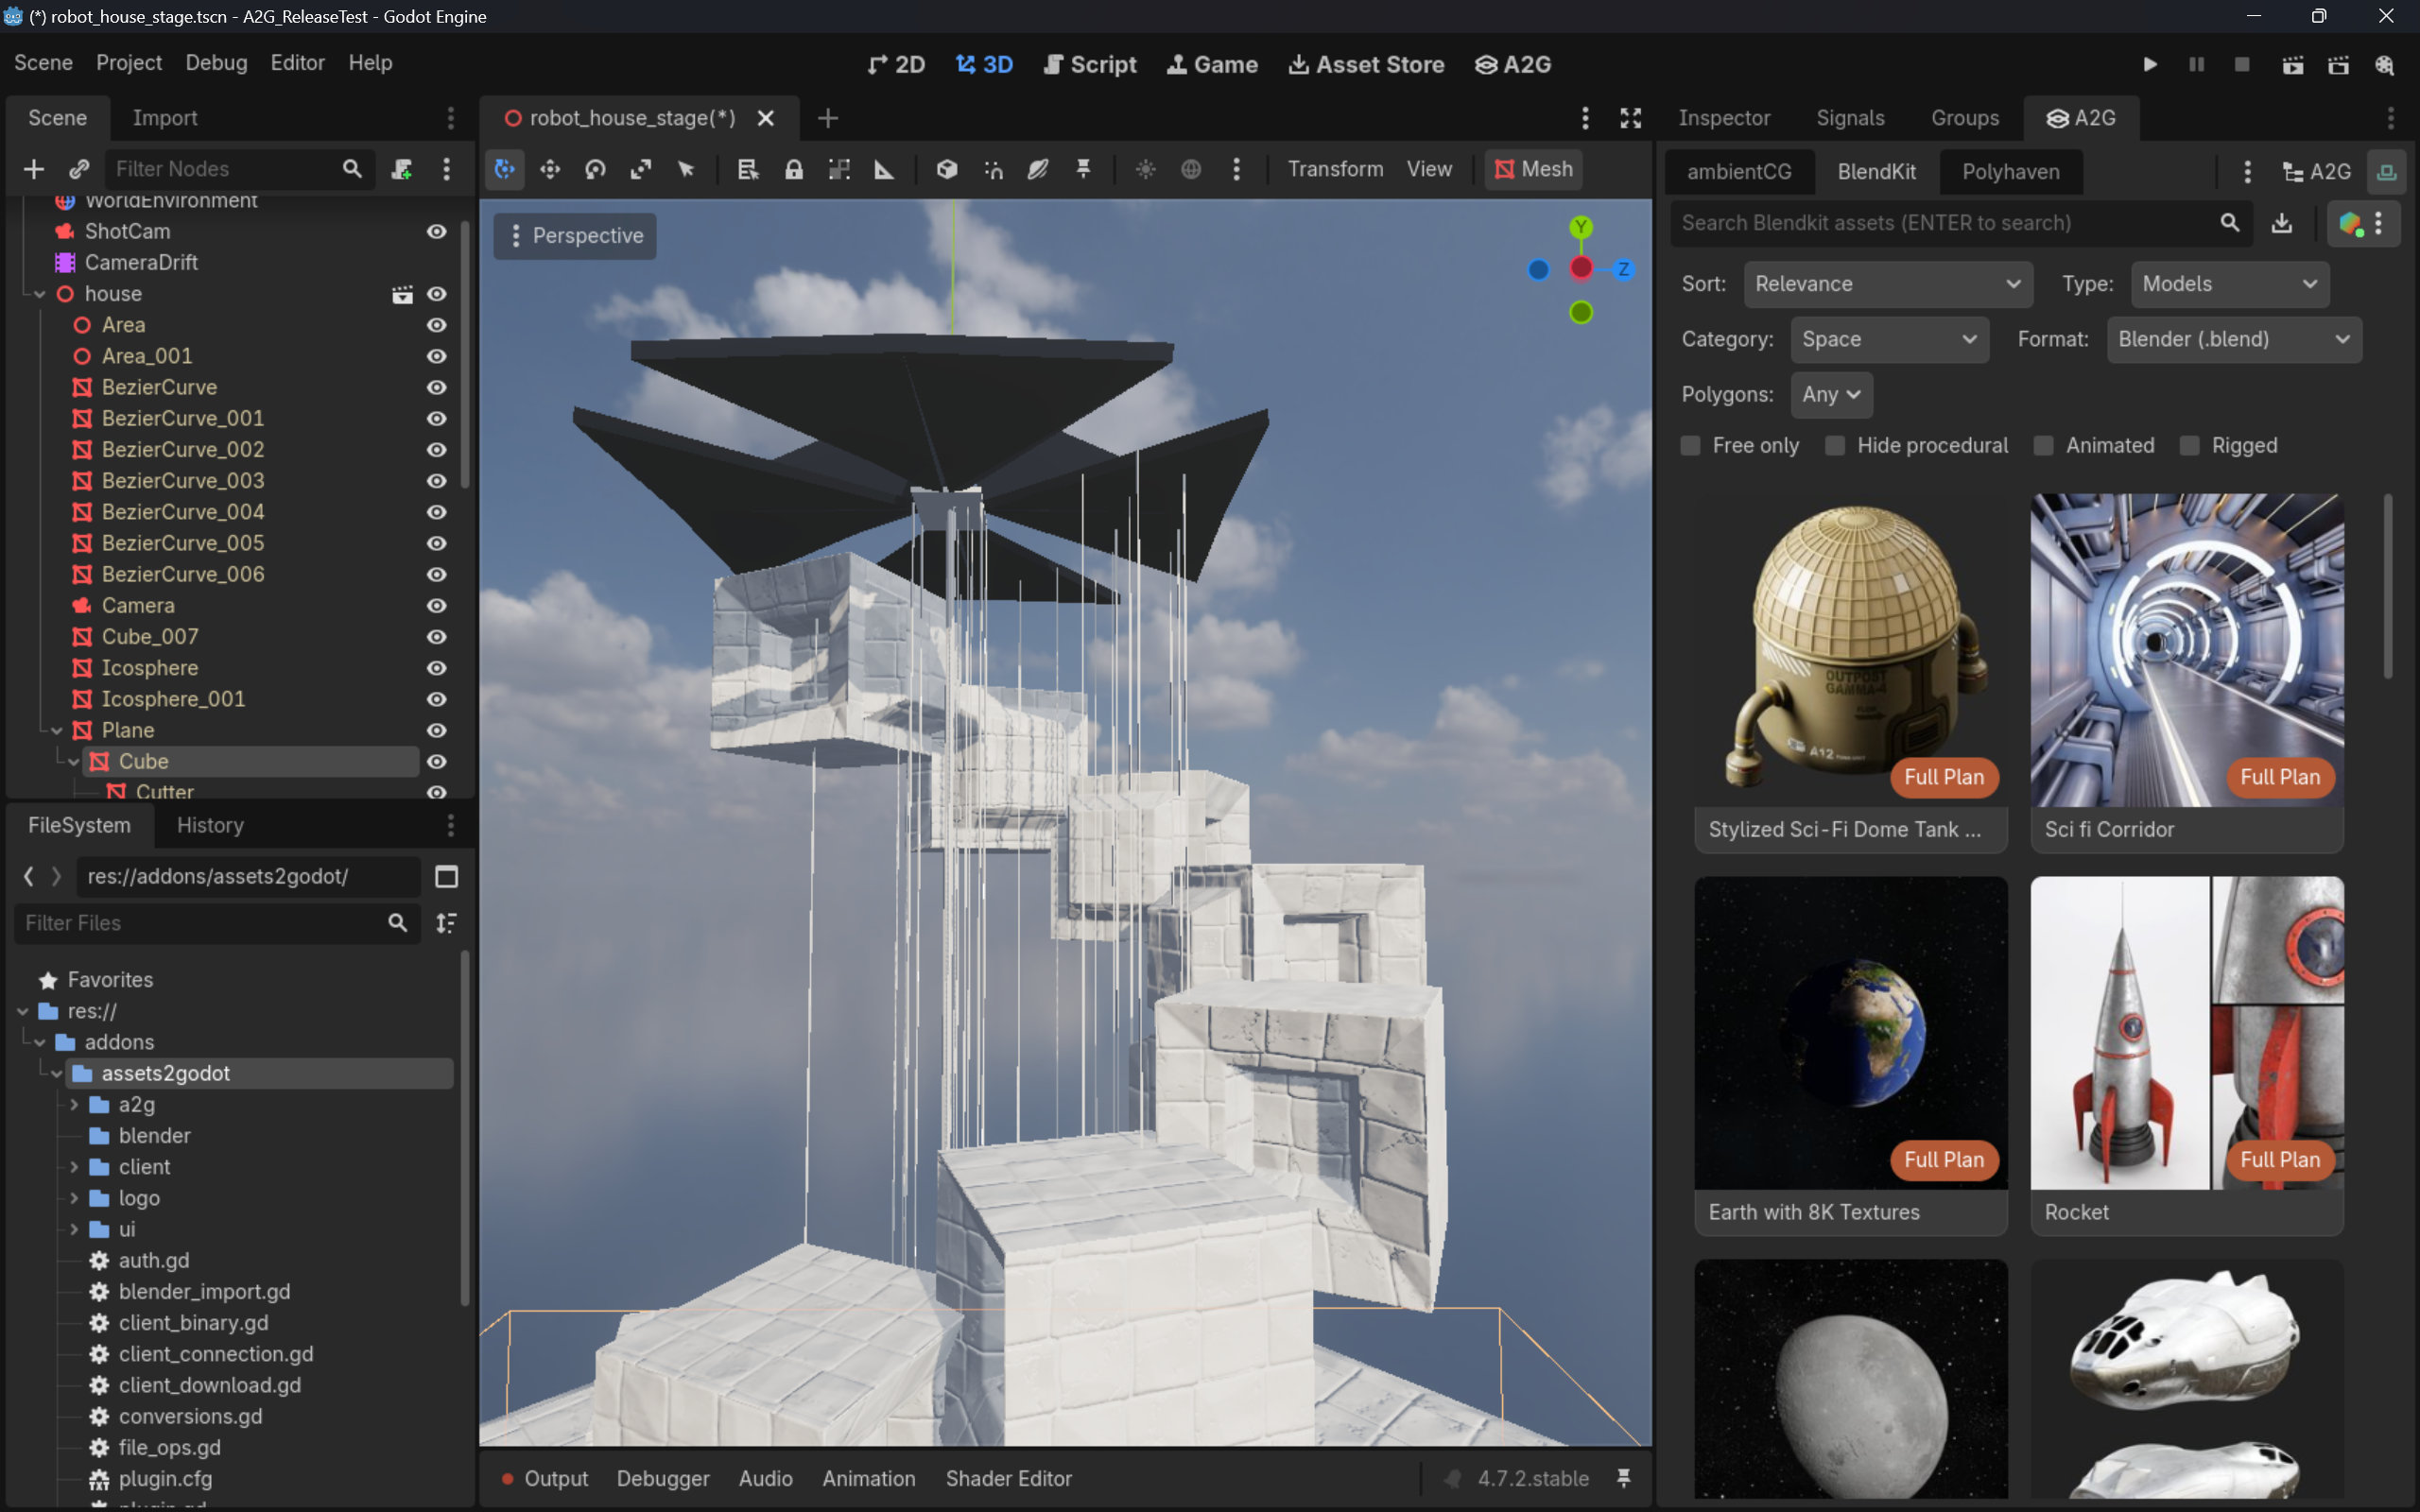 (*) robot_house_stage.tscn - A2G_ReleaseTest - Godot Engine
Scene Project Debug Editor Help
2D 3D Script Game Asset Store A2G
Scene Import
Filter Nodes
WorldEnvironment
ShotCam
CameraDrift
house
Area
Area_001
BezierCurve
BezierCurve_001
BezierCurve_002
BezierCurve_003
BezierCurve_004
BezierCurve_005
BezierCurve_006
Camera
Cube_007
Icosphere
Icosphere_001
Plane
Cube
Cutter
FileSystem History
res://addons/assets2godot/
Filter Files
Favorites
res://
addons
assets2godot
a2g
blender
client
logo
ui
auth.gd
blender_import.gd
client_binary.gd
client_connection.gd
client_download.gd
conversions.gd
file_ops.gd
plugin.cfg
robot_house_stage(*)
Transform View Mesh
Perspective
Y
Z
Output Debugger Audio Animation Shader Editor
4.7.2.stable
Inspector Signals Groups A2G
ambientCG BlendKit Polyhaven A2G
Search Blendkit assets (ENTER to search)
Sort: Relevance Type: Models
Category: Space Format: Blender (.blend)
Polygons: Any
Free only Hide procedural Animated Rigged
OUTPOST
GAMMA-4
A12
Full Plan
Stylized Sci-Fi Dome Tank ...
Full Plan
Sci fi Corridor
Full Plan
Earth with 8K Textures
Full Plan
Rocket